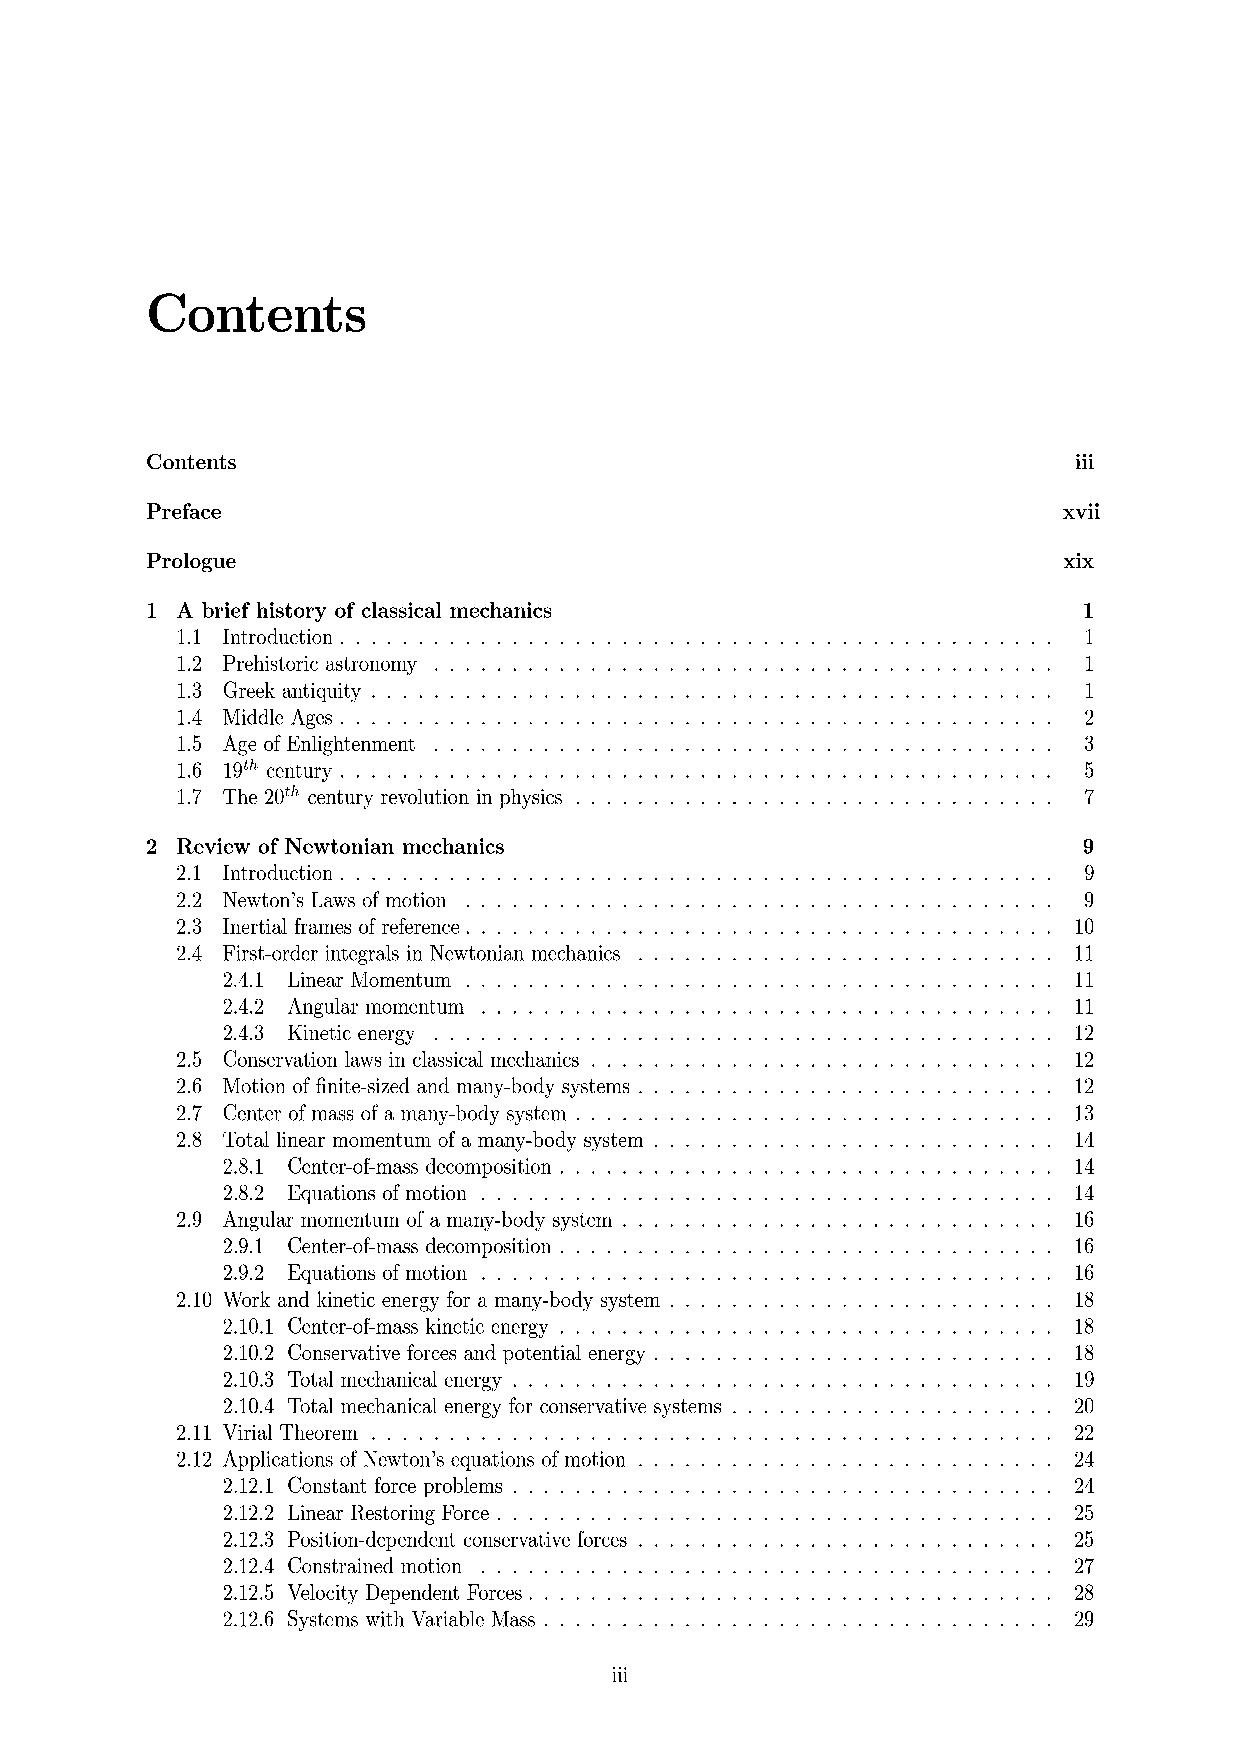 Contents
Contents iii
Preface xvii
Prologue xix
1 A brief history of classical mechanics 1
1.1 Introduction . . . . . . . . . . . . . . . . . . . . . . . . . . . . . . . . . . . . . . . . . . . . . . 1
1.2 Prehistoric astronomy . . . . . . . . . . . . . . . . . . . . . . . . . . . . . . . . . . . . . . . . 1
1.3 Greek antiquity . . . . . . . . . . . . . . . . . . . . . . . . . . . . . . . . . . . . . . . . . . . . 1
1.4 Middle Ages . . . . . . . . . . . . . . . . . . . . . . . . . . . . . . . . . . . . . . . . . . . . . . 2
1.5 Age of Enlightenment . . . . . . . . . . . . . . . . . . . . . . . . . . . . . . . . . . . . . . . . 3
1.6 19th century . . . . . . . . . . . . . . . . . . . . . . . . . . . . . . . . . . . . . . . . . . . . . . 5
1.7 The 20th century revolution in physics . . . . . . . . . . . . . . . . . . . . . . . . . . . . . . . 7
2 Review of Newtonian mechanics 9
2.1 Introduction . . . . . . . . . . . . . . . . . . . . . . . . . . . . . . . . . . . . . . . . . . . . . . 9
2.2 Newton's Laws of motion . . . . . . . . . . . . . . . . . . . . . . . . . . . . . . . . . . . . . . 9
2.3 Inertial frames of reference . . . . . . . . . . . . . . . . . . . . . . . . . . . . . . . . . . . . . . 10
2.4 First-order integrals in Newtonian mechanics . . . . . . . . . . . . . . . . . . . . . . . . . . . 11
2.4.1 Linear Momentum . . . . . . . . . . . . . . . . . . . . . . . . . . . . . . . . . . . . . . 11
2.4.2 Angular momentum . . . . . . . . . . . . . . . . . . . . . . . . . . . . . . . . . . . . . 11
2.4.3 Kinetic energy . . . . . . . . . . . . . . . . . . . . . . . . . . . . . . . . . . . . . . . . 12
2.5 Conservation laws in classical mechanics . . . . . . . . . . . . . . . . . . . . . . . . . . . . . . 12
2.6 Motion of finite-sized and many-body systems . . . . . . . . . . . . . . . . . . . . . . . . . . . 12
2.7 Center of mass of a many-body system . . . . . . . . . . . . . . . . . . . . . . . . . . . . . . . 13
2.8 Total linear momentum of a many-body system . . . . . . . . . . . . . . . . . . . . . . . . . . 14
2.8.1 Center-of-mass decomposition . . . . . . . . . . . . . . . . . . . . . . . . . . . . . . . . 14
2.8.2 Equations of motion . . . . . . . . . . . . . . . . . . . . . . . . . . . . . . . . . . . . . 14
2.9 Angular momentum of a many-body system . . . . . . . . . . . . . . . . . . . . . . . . . . . . 16
2.9.1 Center-of-mass decomposition . . . . . . . . . . . . . . . . . . . . . . . . . . . . . . . . 16
2.9.2 Equations of motion . . . . . . . . . . . . . . . . . . . . . . . . . . . . . . . . . . . . . 16
2.10 Work and kinetic energy for a many-body system . . . . . . . . . . . . . . . . . . . . . . . . . 18
2.10.1 Center-of-mass kinetic energy . . . . . . . . . . . . . . . . . . . . . . . . . . . . . . . . 18
2.10.2 Conservative forces and potential energy . . . . . . . . . . . . . . . . . . . . . . . . . . 18
2.10.3 Total mechanical energy . . . . . . . . . . . . . . . . . . . . . . . . . . . . . . . . . . . 19
2.10.4 Total mechanical energy for conservative systems . . . . . . . . . . . . . . . . . . . . . 20
2.11 Virial Theorem . . . . . . . . . . . . . . . . . . . . . . . . . . . . . . . . . . . . . . . . . . . . 22
2.12 Applications of Newton's equations of motion . . . . . . . . . . . . . . . . . . . . . . . . . . . 24
2.12.1 Constant force problems . . . . . . . . . . . . . . . . . . . . . . . . . . . . . . . . . . . 24
2.12.2 Linear Restoring Force . . . . . . . . . . . . . . . . . . . . . . . . . . . . . . . . . . . . 25
2.12.3 Position-dependent conservative forces . . . . . . . . . . . . . . . . . . . . . . . . . . . 25
2.12.4 Constrained motion . . . . . . . . . . . . . . . . . . . . . . . . . . . . . . . . . . . . . 27
2.12.5 Velocity Dependent Forces . . . . . . . . . . . . . . . . . . . . . . . . . . . . . . . . . . 28
2.12.6 Systems with Variable Mass . . . . . . . . . . . . . . . . . . . . . . . . . . . . . . . . . 29
iii